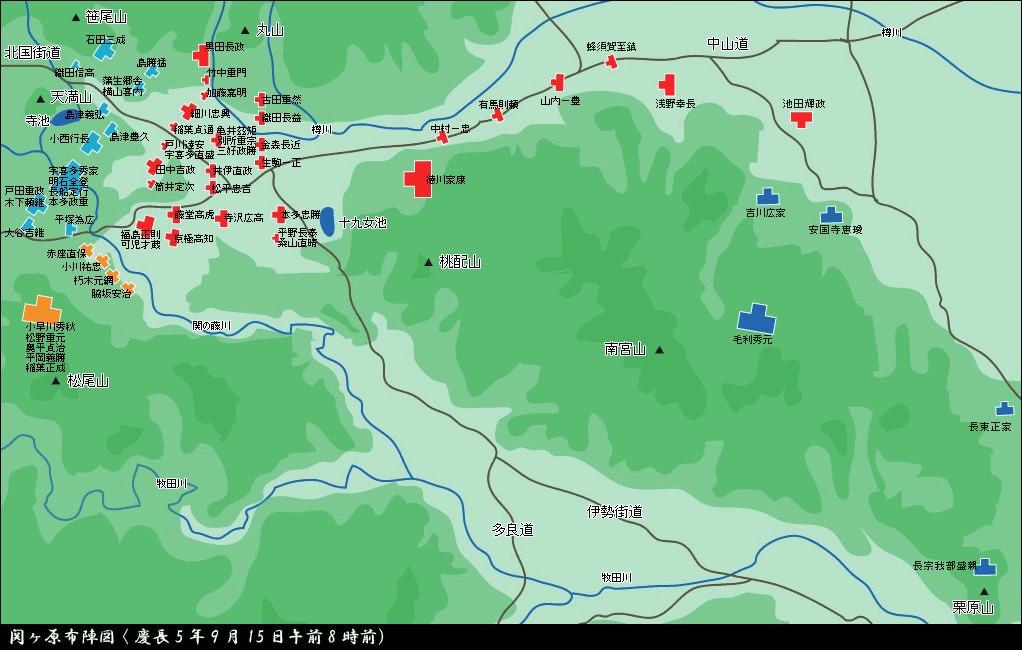 笹尾山
丸山
石田三成
北国街道
島勝猛
織田信高
蒲生郷舎
横山喜内
天満山
島津義弘
寺池
小西行長
島津豊久
宇喜多秀家
明石全登
長船定行
本多政重
戸田重政
木下頼継
平塚為広
大谷吉継
赤座直保
小川祐忠
朽木元綱
脇坂安治
小早川秀秋
松野重元
奥平貞治
平岡義勝
稲葉正成
松尾山
黒田長政
竹中重門
加藤嘉明
細川忠興
稲葉貞通
戸川達安
宇喜多直盛
田中吉政
筒井定次
古田重然
織田長益
亀井茲矩
別所重宗
三好政勝
金森長近
生駒一正
井伊直政
松平忠吉
藤堂高虎
寺沢広高
福島正則
可児才蔵
京極高知
本多忠勝
平野長泰
桑山直晴
十九女池
樽川
中村一忠
有馬則頼
山内一豊
蜂須賀至鎮
中山道
浅野幸長
池田輝政
樽川
徳川家康
桃配山
吉川広家
安国寺恵瓊
毛利秀元
南宮山
長束正家
長宗我部盛親
栗原山
関の藤川
牧田川
多良道
伊勢街道
牧田川
関ヶ原布陣図〈慶長5年9月15日午前8時前〉